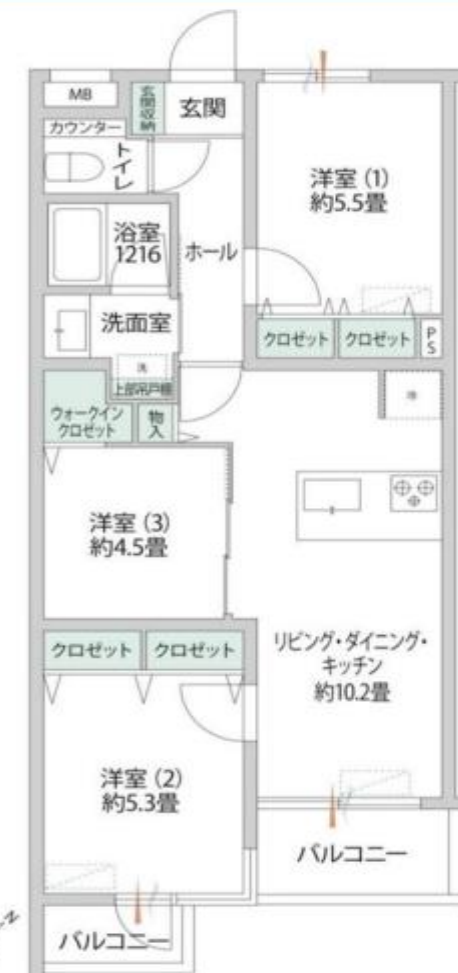 MB
玄関収納
玄関
カウンター
トイレ
洋室 (1)
約5.5畳
浴室
1216
ホール
洗面室
洗
上部吊戸棚
クロゼット
クロゼット
PS
ウォークイン
クロゼット
物入
冷
洋室 (3)
約4.5畳
クロゼット
クロゼット
リビング・ダイニング・
キッチン
約10.2畳
洋室 (2)
約5.3畳
バルコニー
バルコニー
N